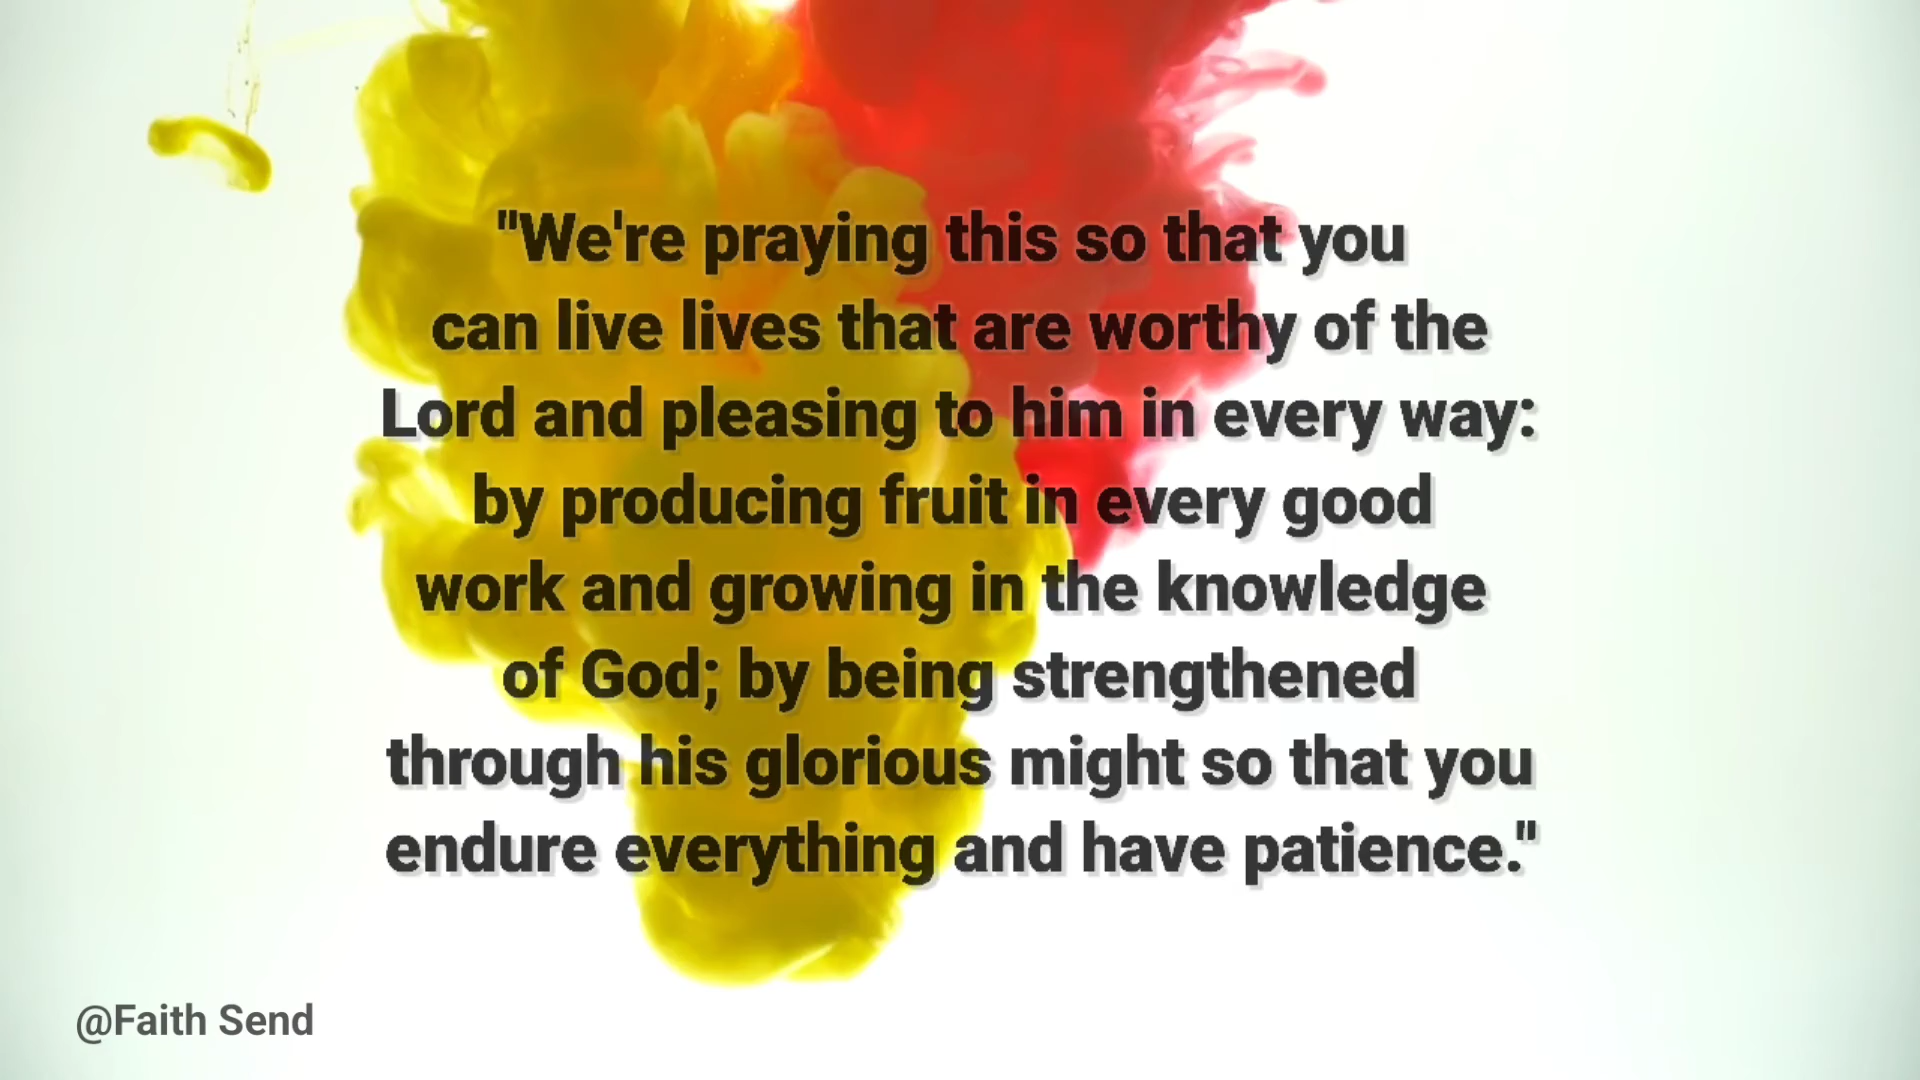 "We're praying this so that you
can live lives that are worthy of the
Lord and pleasing to him in every way:
by producing fruit in every good
work and growing in the knowledge
of God; by being strengthened
through his glorious might so that you
endure everything and have patience."
@Faith Send